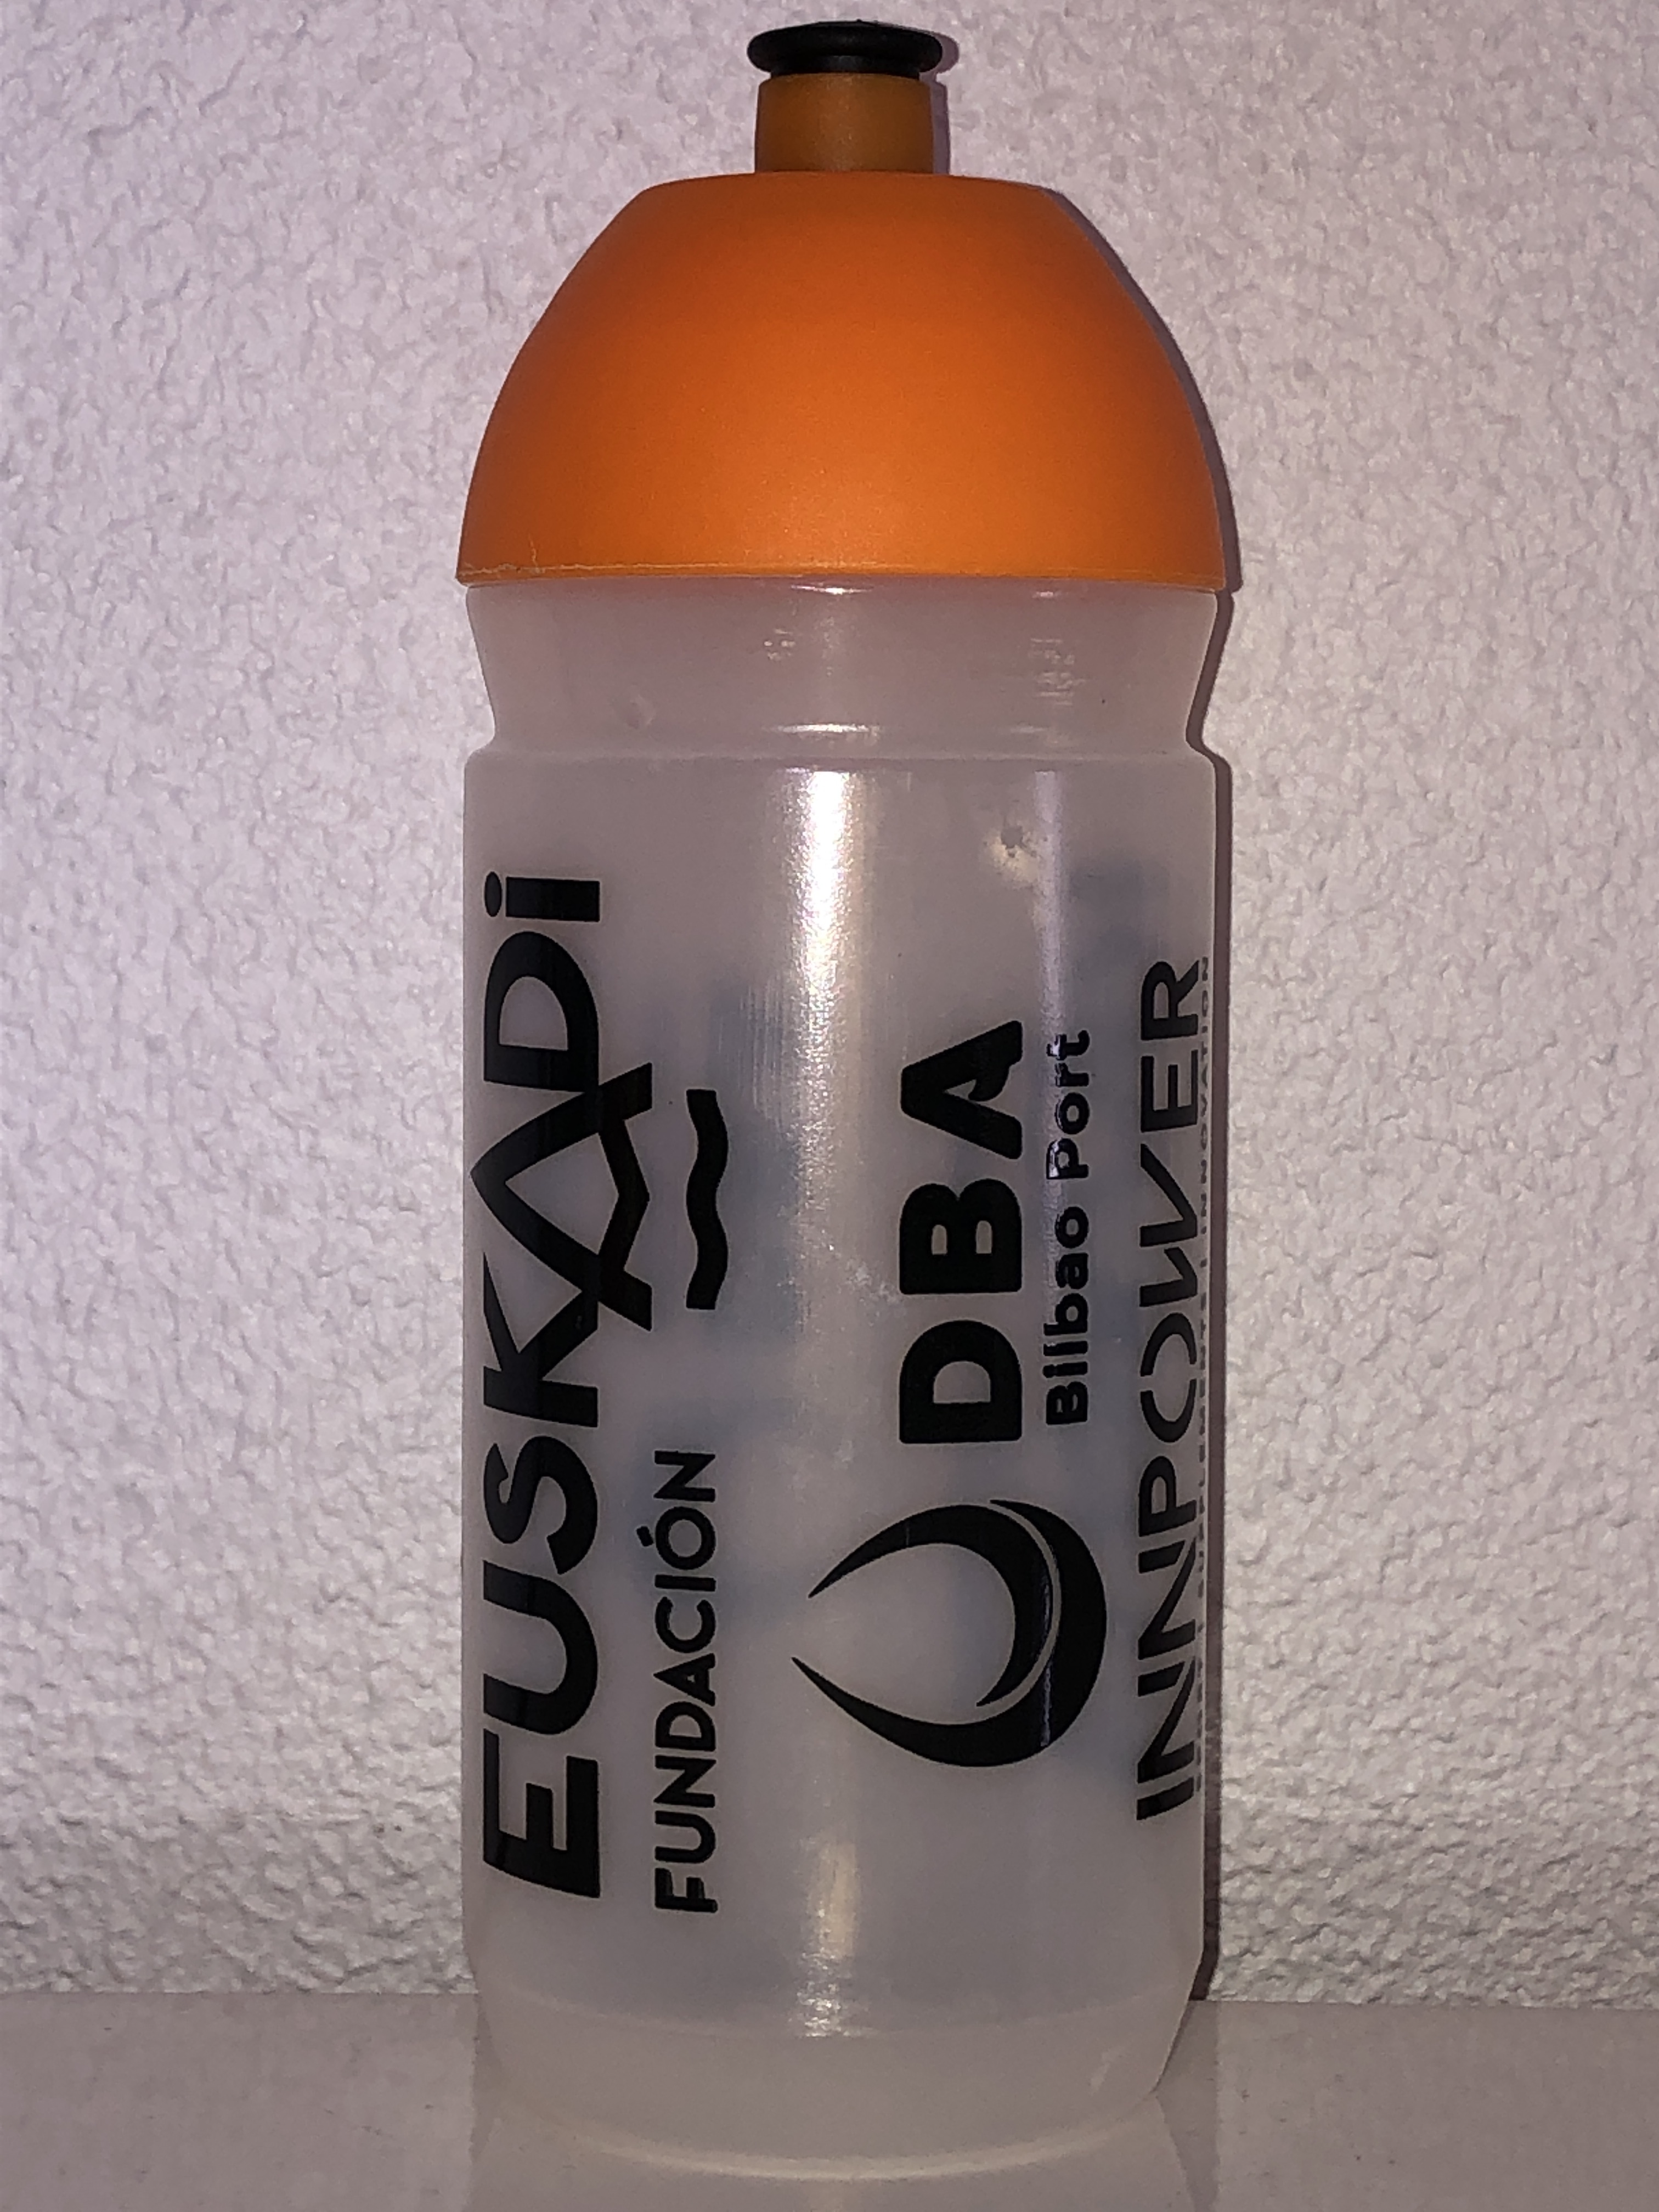 EUSKADi
FUNDACIÓN
DBA
Bilbao Port
INNPOWER